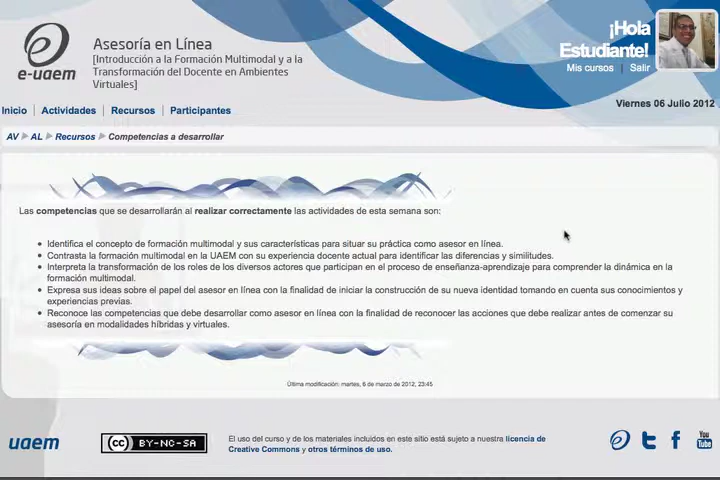 ¡Hola
Estudiante!
Mis cursos | Salir
e-uaem
Asesoría en Línea
[Introducción a la Formación Multimodal y a la
Transformación del Docente en Ambientes
Virtuales]
Viernes 06 Julio 2012
Inicio | Actividades | Recursos | Participantes
AV ▶ AL ▶ Recursos ▶ Competencias a desarrollar
Las competencias que se desarrollarán al realizar correctamente las actividades de esta semana son:
• Identifica el concepto de formación multimodal y sus características para situar su práctica como asesor en línea.
• Contrasta la formación multimodal en la UAEM con su experiencia docente actual para identificar las diferencias y similitudes.
• Interpreta la transformación de los roles de los diversos actores que participan en el proceso de enseñanza-aprendizaje para comprender la dinámica en la
formación multimodal.
• Expresa sus ideas sobre el papel del asesor en línea con la finalidad de iniciar la construcción de su nueva identidad tomando en cuenta sus conocimientos y
experiencias previas.
• Reconoce las competencias que debe desarrollar como asesor en línea con la finalidad de reconocer las acciones que debe realizar antes de comenzar su
asesoría en modalidades híbridas y virtuales.
Última modificación: martes, 6 de marzo de 2012, 23:45
uaem
cc BY-NC-SA
El uso del curso y de los materiales incluidos en este sitio está sujeto a nuestra licencia de
Creative Commons y otros términos de uso.
You
Tube